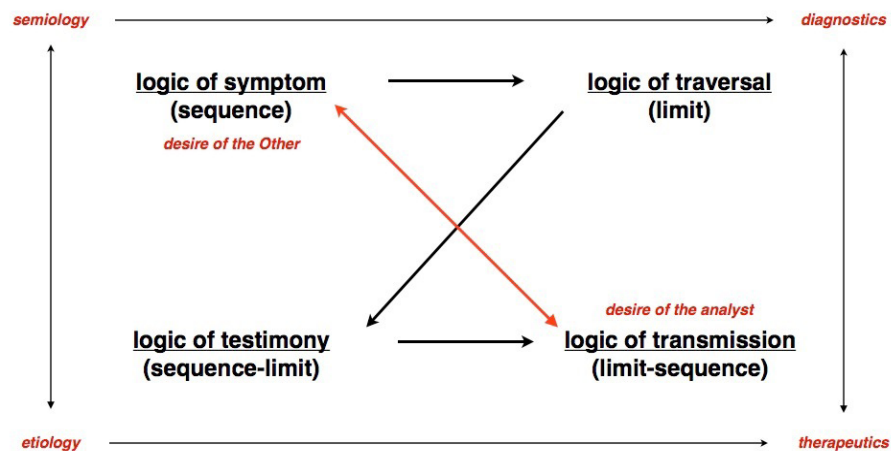 semiology
diagnostics
logic of symptom
(sequence)
desire of the Other
logic of traversal
(limit)
logic of testimony
(sequence-limit)
desire of the analyst
logic of transmission
(limit-sequence)
etiology
therapeutics